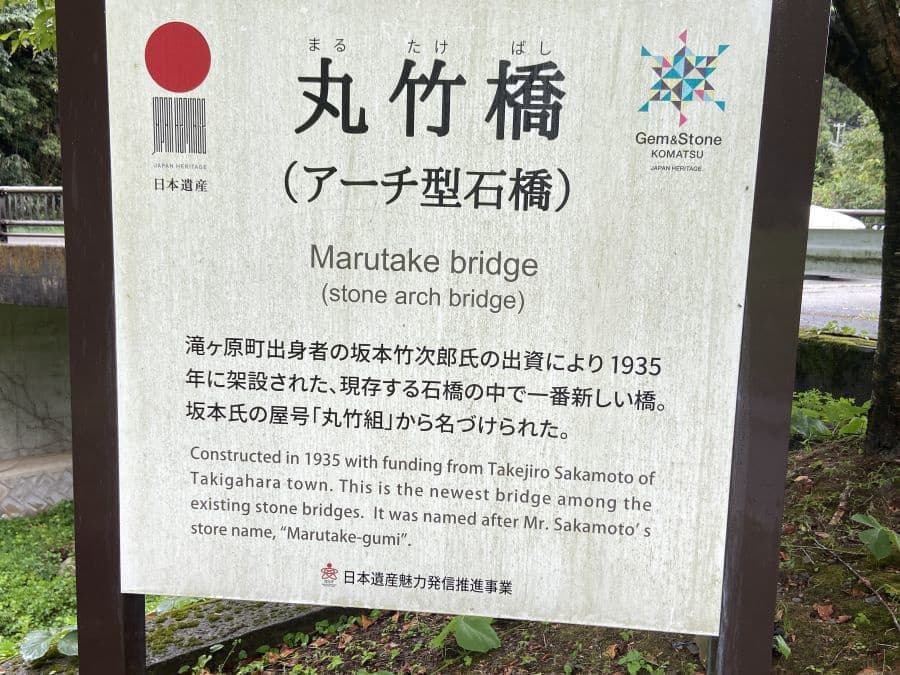 まる たけ ばし
丸竹橋
(アーチ型石橋)
JAPAN HERITAGE
日本遺産
Gem&Stone
KOMATSU
JAPAN HERITAGE
Marutake bridge
(stone arch bridge)
滝ヶ原町出身者の坂本竹次郎氏の出資により1935
年に架設された、現存する石橋の中で一番新しい橋。
坂本氏の屋号「丸竹組」から名づけられた。
Constructed in 1935 with funding from Takejiro Sakamoto of
Takigahara town. This is the newest bridge among the
existing stone bridges. It was named after Mr. Sakamoto's
store name, "Marutake-gumi".
日本遺産魅力発信推進事業